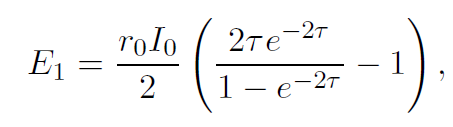 $$E_1 = \frac{r_0 I_0}{2} \left( \frac{2\tau e^{-2\tau}}{1 - e^{-2\tau}} - 1 \right),$$